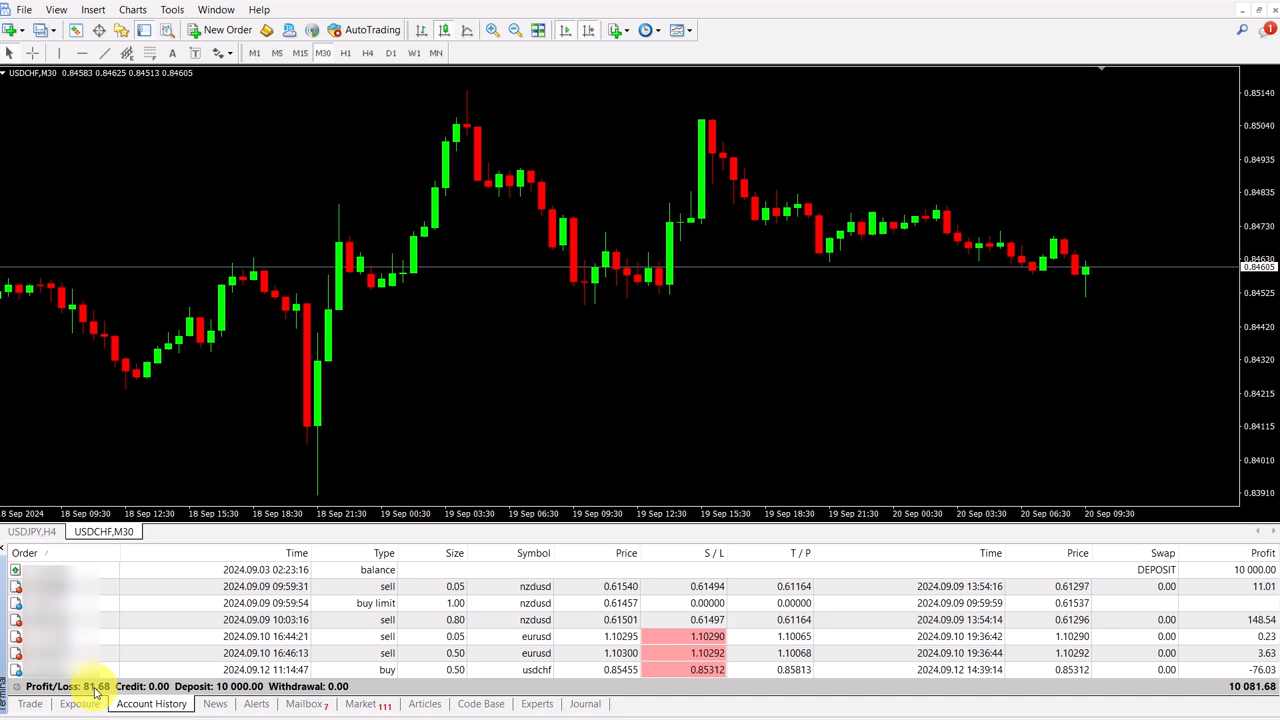 File View Insert Charts Tools Window Help
New Order AutoTrading 1
A T M1 M5 M15 M30 H1 H4 D1 W1 MN
USDCHF,M30 0.84583 0.84625 0.84513 0.84605
0.85140
0.85040
0.84935
0.84835
0.84730
0.84630
0.84605
0.84525
0.84420
0.84320
0.84215
0.84115
0.84010
0.83910
8 Sep 2024 18 Sep 09:30 18 Sep 12:30 18 Sep 15:30 18 Sep 18:30 18 Sep 21:30 19 Sep 00:30 19 Sep 03:30 19 Sep 06:30 19 Sep 09:30 19 Sep 12:30 19 Sep 15:30 19 Sep 18:30 19 Sep 21:30 20 Sep 00:30 20 Sep 03:30 20 Sep 06:30 20 Sep 09:30
USDJPY,H4 USDCHF,M30
Order Time Type Size Symbol Price S / L T / P Time Price Swap Profit
2024.09.03 02:23:16 balance DEPOSIT 10 000.00
2024.09.09 09:59:31 sell 0.05 nzdusd 0.61540 0.61494 0.61164 2024.09.09 13:54:16 0.61297 0.00 11.01
2024.09.09 09:59:54 buy limit 1.00 nzdusd 0.61457 0.00000 0.00000 2024.09.09 09:59:59 0.61537
2024.09.09 10:03:16 sell 0.80 nzdusd 0.61501 0.61497 0.61164 2024.09.09 13:54:14 0.61296 0.00 148.54
2024.09.10 16:44:21 sell 0.05 eurusd 1.10295 1.10290 1.10065 2024.09.10 19:36:42 1.10290 0.00 0.23
2024.09.10 16:46:13 sell 0.50 eurusd 1.10300 1.10292 1.10068 2024.09.10 19:36:44 1.10292 0.00 3.63
2024.09.12 11:14:47 buy 0.50 usdchf 0.85455 0.85312 0.85813 2024.09.12 14:39:14 0.85312 0.00 -76.03
Profit/Loss: 81.68 Credit: 0.00 Deposit: 10 000.00 Withdrawal: 0.00 10 081.68
Terminal
Trade Exposure Account History News Alerts Mailbox 7 Market 111 Articles Code Base Experts Journal